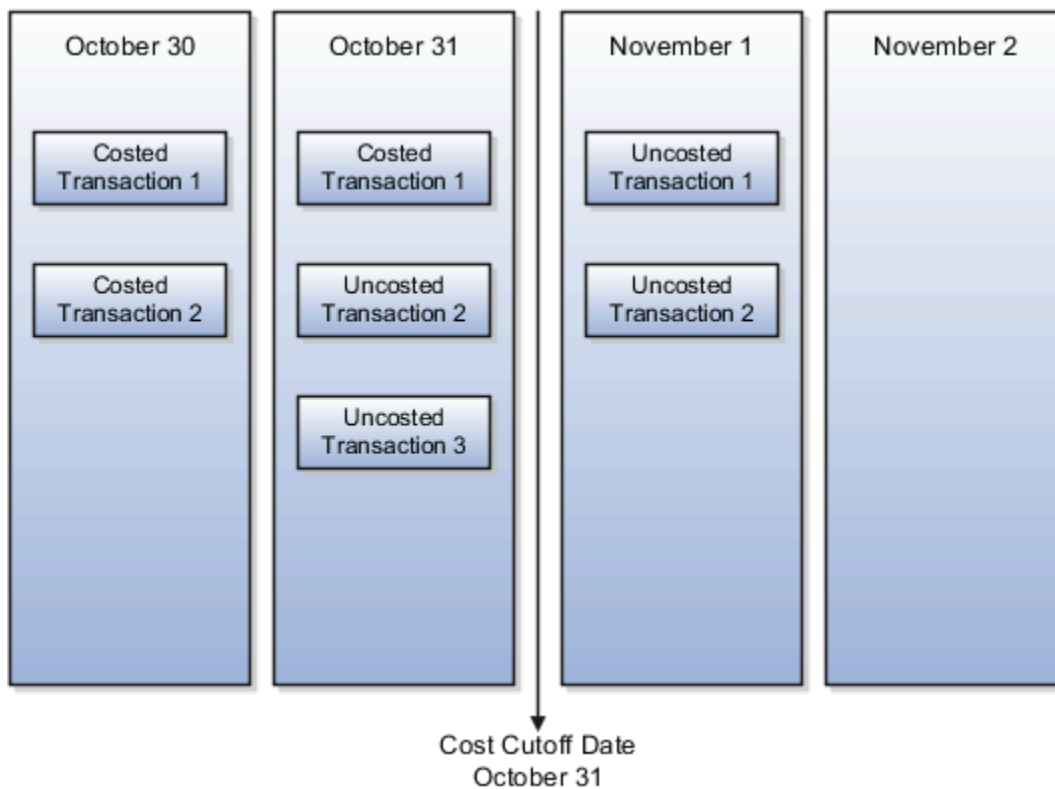 October 30
Costed
Transaction 1
Costed
Transaction 2
October 31
Costed
Transaction 1
Uncosted
Transaction 2
Uncosted
Transaction 3
November 1
Uncosted
Transaction 1
Uncosted
Transaction 2
November 2
Cost Cutoff Date
October 31